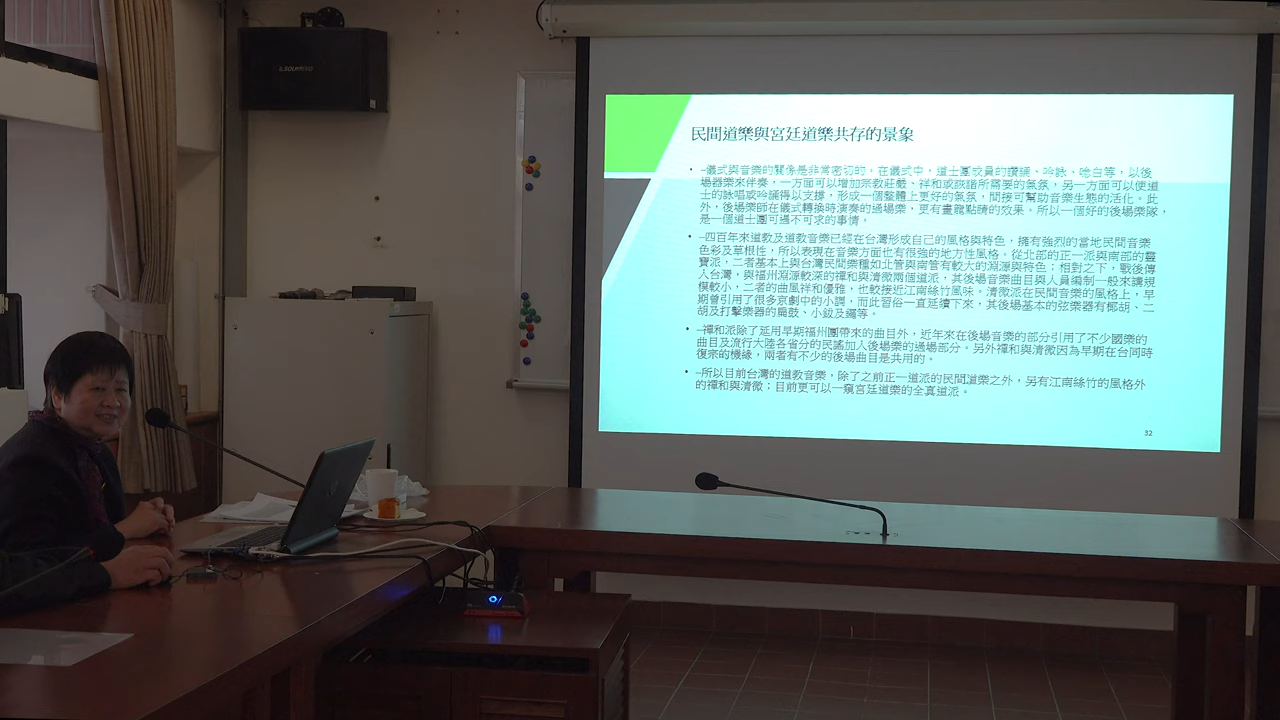 民間道樂與宮廷道樂共存的景象
• –儀式與音樂的關係是非常密切的，在儀式中，道士團成員的讚誦、吟詠、唸白等，以後
場器樂來伴奏，一方面可以增加宗教莊嚴、祥和或詼諧所需要的氣氛，另一方面可以使道
士的詠唱或吟誦得以支撐，形成一個整體上更好的氣氛，間接可幫助音樂生態的活化。此
外，後場樂師在儀式轉換時演奏的過場樂，更有畫龍點睛的效果。所以一個好的後場樂隊，
是一個道士團可遇不可求的事情。
• –四百年來道教及道教音樂已經在台灣形成自己的風格與特色，擁有強烈的當地民間音樂
色彩及草根性，所以表現在音樂方面也有很強的地方性風格。從北部的正一派與南部的靈
寶派，二者基本上與台灣民間樂種如北管與南管有較大的淵源與特色；相對之下，戰後傳
入台灣，與福州淵源較深的禪和與清微兩個道派，其後場音樂曲目與人員編制一般來講規
模較小，二者的曲風祥和優雅，也較接近江南絲竹風味。清微派在民間音樂的風格上，早
期曾引用了很多京劇中的小調，而此習俗一直延續下來，其後場基本的弦樂器有椰胡、二
胡及打擊樂器的扁鼓、小鈸及鑼等。
• –禪和派除了延用早期福州團帶來的曲目外，近年來在後場音樂的部分引用了不少國樂的
曲目及流行大陸各省分的民謠加入後場樂的過場部分。另外禪和與清微因為早期在台同時
復宗的機緣，兩者有不少的後場曲目是共用的。
• –所以目前台灣的道教音樂，除了之前正一道派的民間道樂之外，另有江南絲竹的風格外
的禪和與清微；目前更可以一窺宮廷道樂的全真道派。
32